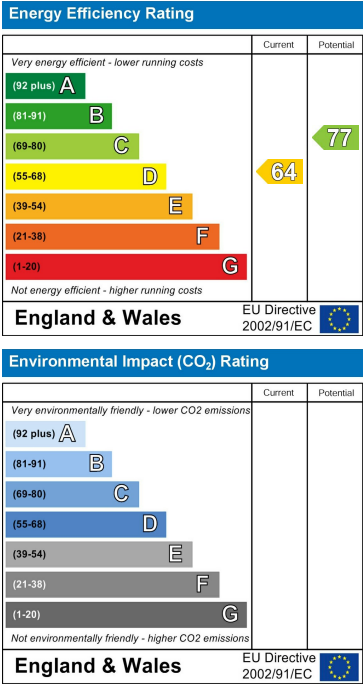 Energy Efficiency Rating
Current Potential
Very energy efficient - lower running costs
(92 plus) A
(81-91) B
(69-80) C
(55-68) D
(39-54) E
(21-38) F
(1-20) G
64
77
Not energy efficient - higher running costs
England & Wales
EU Directive
2002/91/EC
Environmental Impact (CO₂) Rating
Current Potential
Very environmentally friendly - lower CO2 emissions
(92 plus) A
(81-91) B
(69-80) C
(55-68) D
(39-54) E
(21-38) F
(1-20) G
Not environmentally friendly - higher CO2 emissions
England & Wales
EU Directive
2002/91/EC